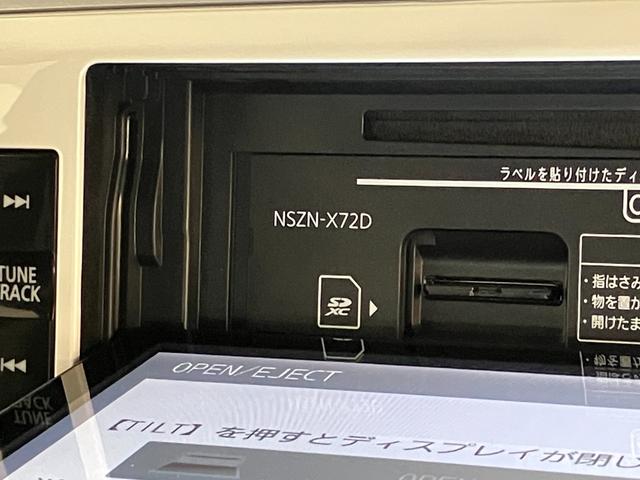 ラベルを貼り付けたディ
NSZN-X72D
TUNE
TRACK
SD
XC
・指はさみ
・物を置か
・開けたま
OPEN/EJECT
【TILT】を押すとディスプレイが閉じ